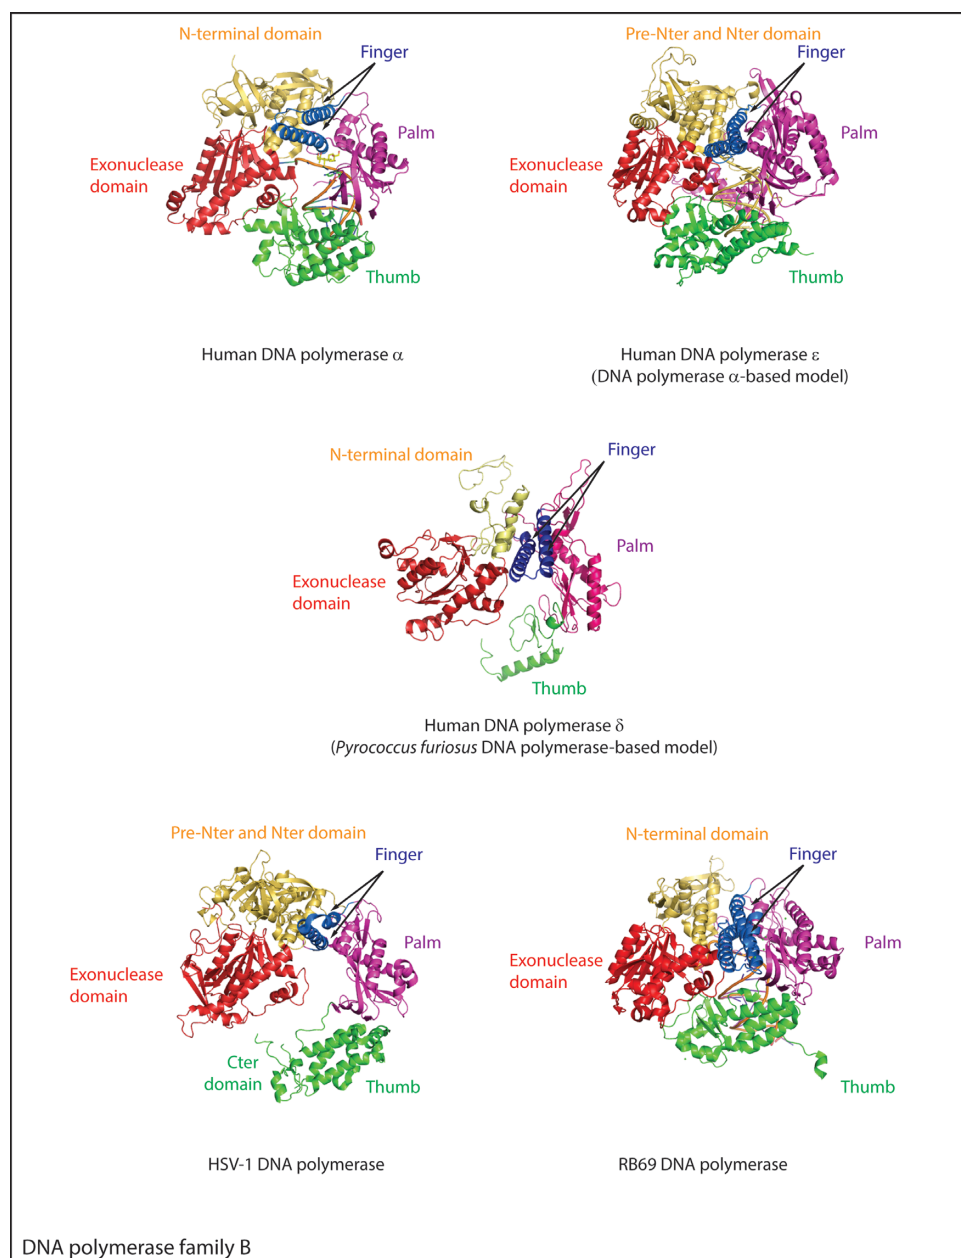 N-terminal domain
Finger
Palm
Exonuclease
domain
Thumb
Human DNA polymerase α
Pre-Nter and Nter domain
Finger
Palm
Exonuclease
domain
Thumb
Human DNA polymerase ε
(DNA polymerase α-based model)
N-terminal domain
Finger
Palm
Exonuclease
domain
Thumb
Human DNA polymerase δ
(Pyrococcus furiosus DNA polymerase-based model)
Pre-Nter and Nter domain
Finger
Palm
Exonuclease
domain
Cter
domain
Thumb
HSV-1 DNA polymerase
N-terminal domain
Finger
Palm
Exonuclease
domain
Thumb
RB69 DNA polymerase
DNA polymerase family B